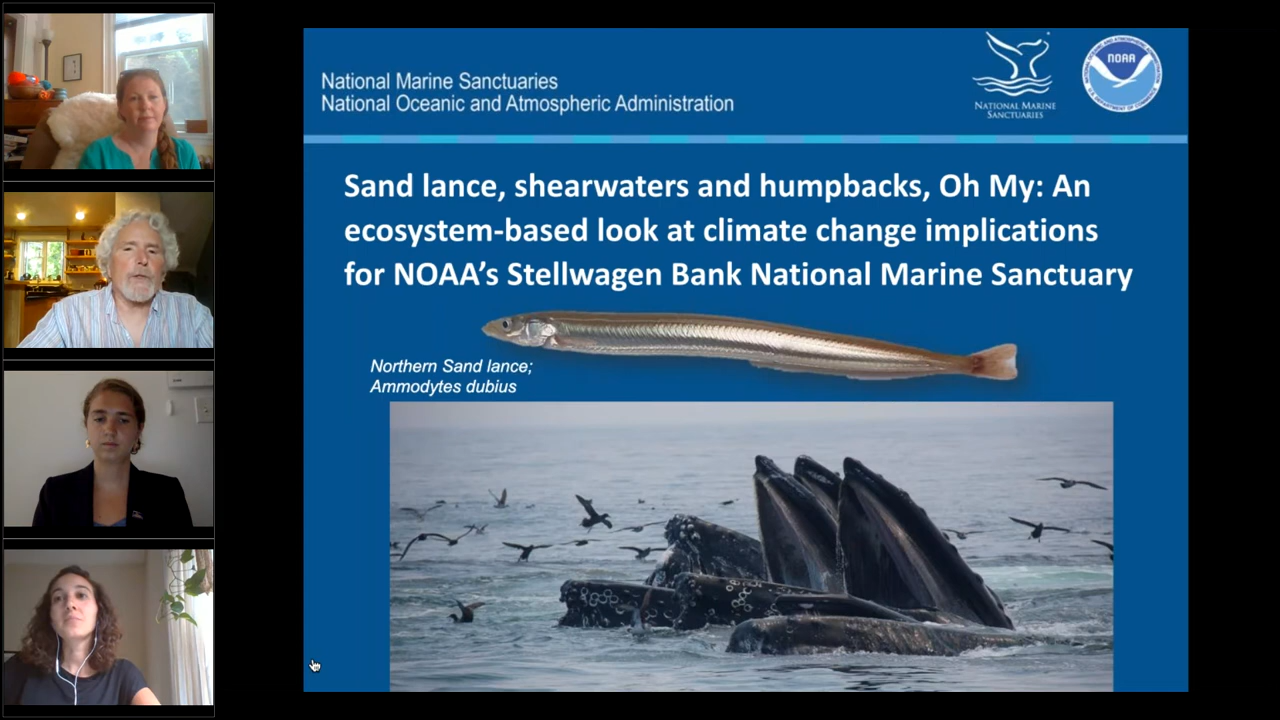 National Marine Sanctuaries
National Oceanic and Atmospheric Administration
NATIONAL MARINE
SANCTUARIES
NOAA
Sand lance, shearwaters and humpbacks, Oh My: An
ecosystem-based look at climate change implications
for NOAA’s Stellwagen Bank National Marine Sanctuary
Northern Sand lance;
Ammodytes dubius